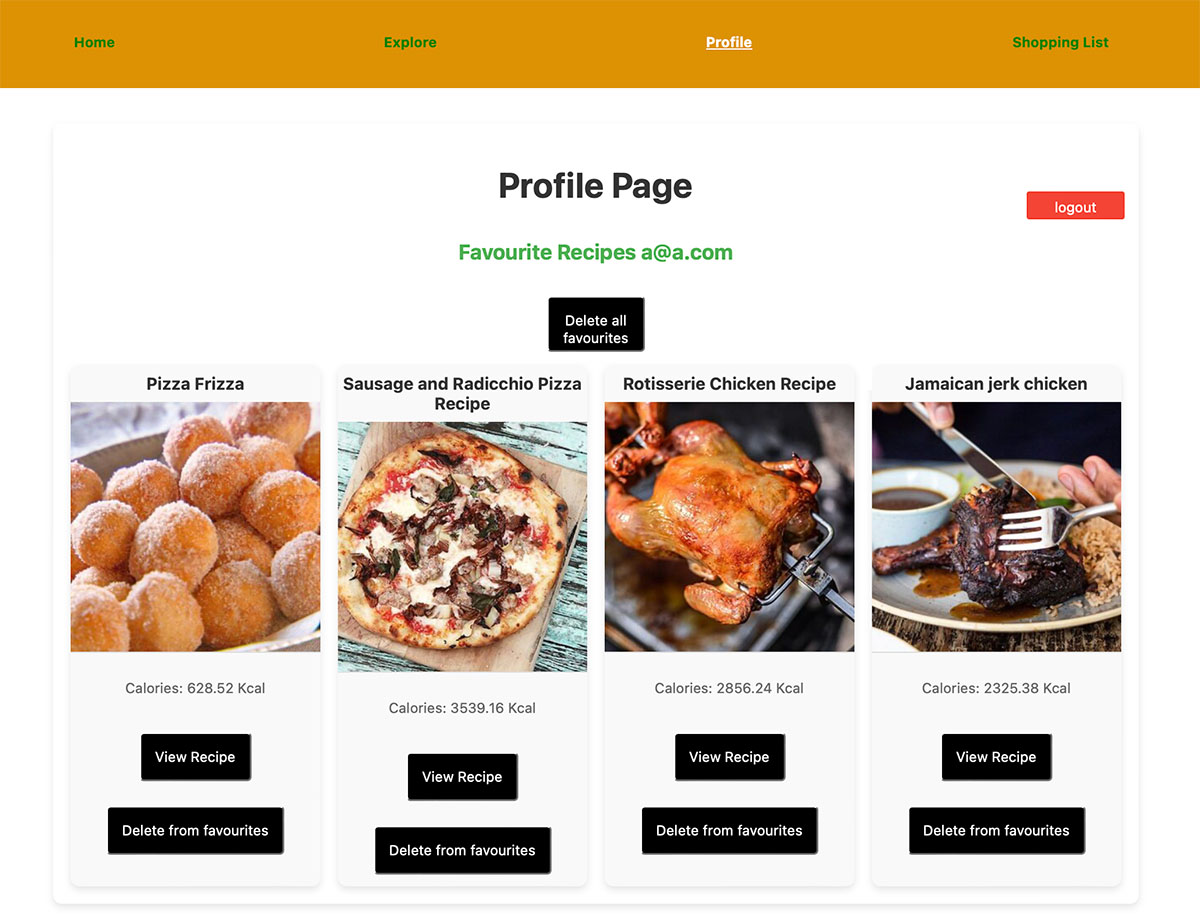 Home
Explore
Profile
Shopping List
Profile Page
logout
Favourite Recipes a@a.com
Delete all
favourites
Pizza Frizza
Calories: 628.52 Kcal
View Recipe
Delete from favourites
Sausage and Radicchio Pizza
Recipe
Calories: 3539.16 Kcal
View Recipe
Delete from favourites
Rotisserie Chicken Recipe
Calories: 2856.24 Kcal
View Recipe
Delete from favourites
Jamaican jerk chicken
Calories: 2325.38 Kcal
View Recipe
Delete from favourites